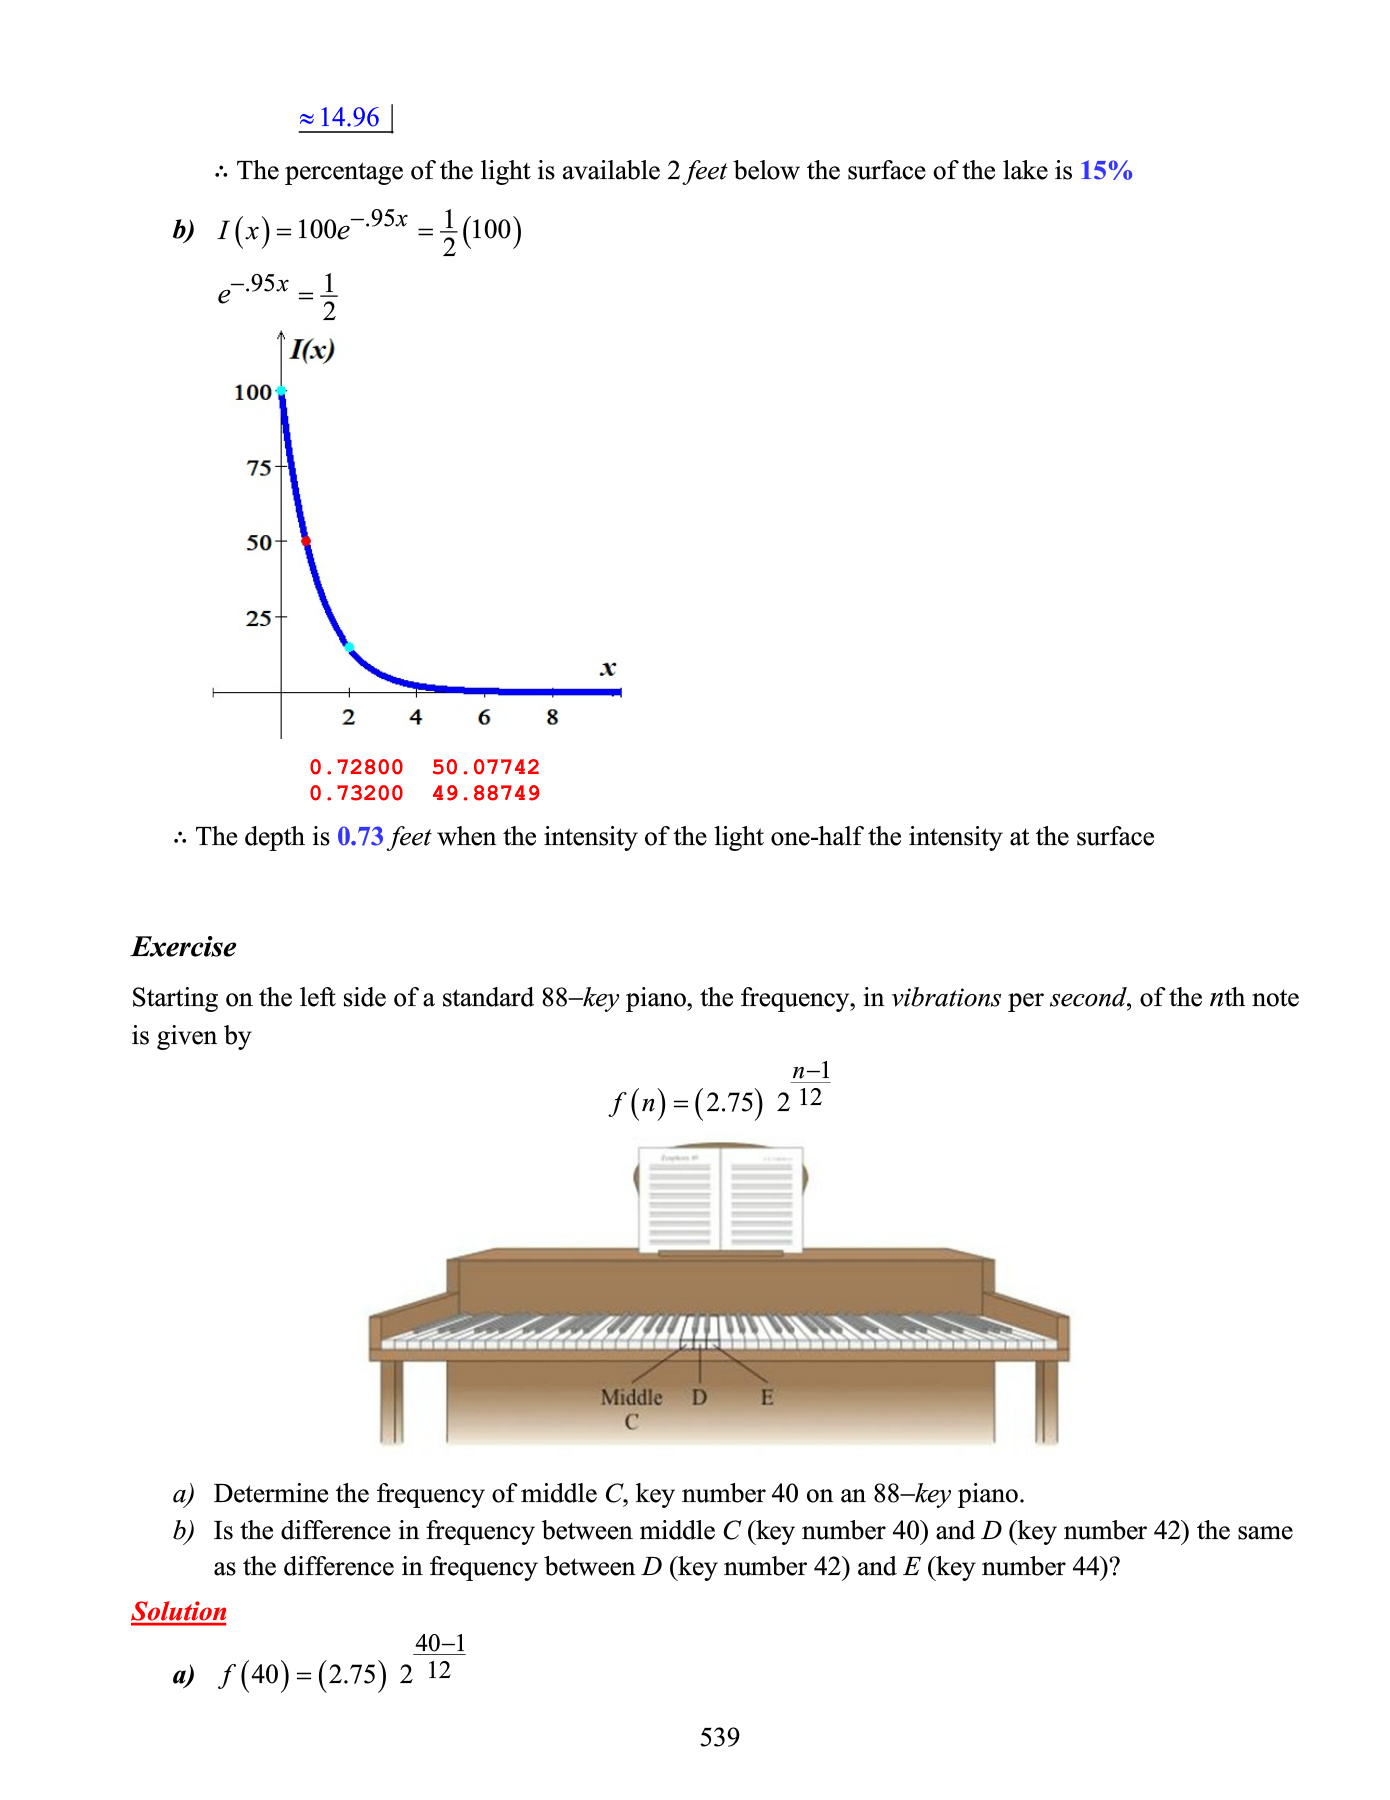 ≈ 14.96
∴ The percentage of the light is available 2 feet below the surface of the lake is 15%
b) I(x) = 100e^{-.95x} = \frac{1}{2}(100)
e^{-.95x} = \frac{1}{2}
I(x)
100
75
50
25
x
2 4 6 8
0.72800 50.07742
0.73200 49.88749
∴ The depth is 0.73 feet when the intensity of the light one-half the intensity at the surface
Exercise
Starting on the left side of a standard 88–key piano, the frequency, in vibrations per second, of the nth note
is given by
f(n) = (2.75) 2^{\frac{n-1}{12}}
Middle D E
C
a) Determine the frequency of middle C, key number 40 on an 88–key piano.
b) Is the difference in frequency between middle C (key number 40) and D (key number 42) the same
as the difference in frequency between D (key number 42) and E (key number 44)?
Solution
a) f(40) = (2.75) 2^{\frac{40-1}{12}}
539